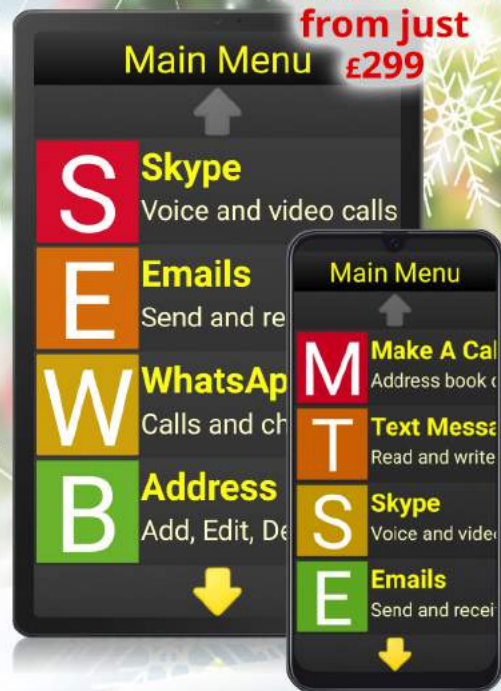 from just
£299
Main Menu
S
Skype
Voice and video calls
E
Emails
Send and re
W
WhatsAp
Calls and ch
B
Address
Add, Edit, De
Main Menu
M
Make A Cal
Address book
T
Text Messa
Read and write
S
Skype
Voice and vide
E
Emails
Send and recei